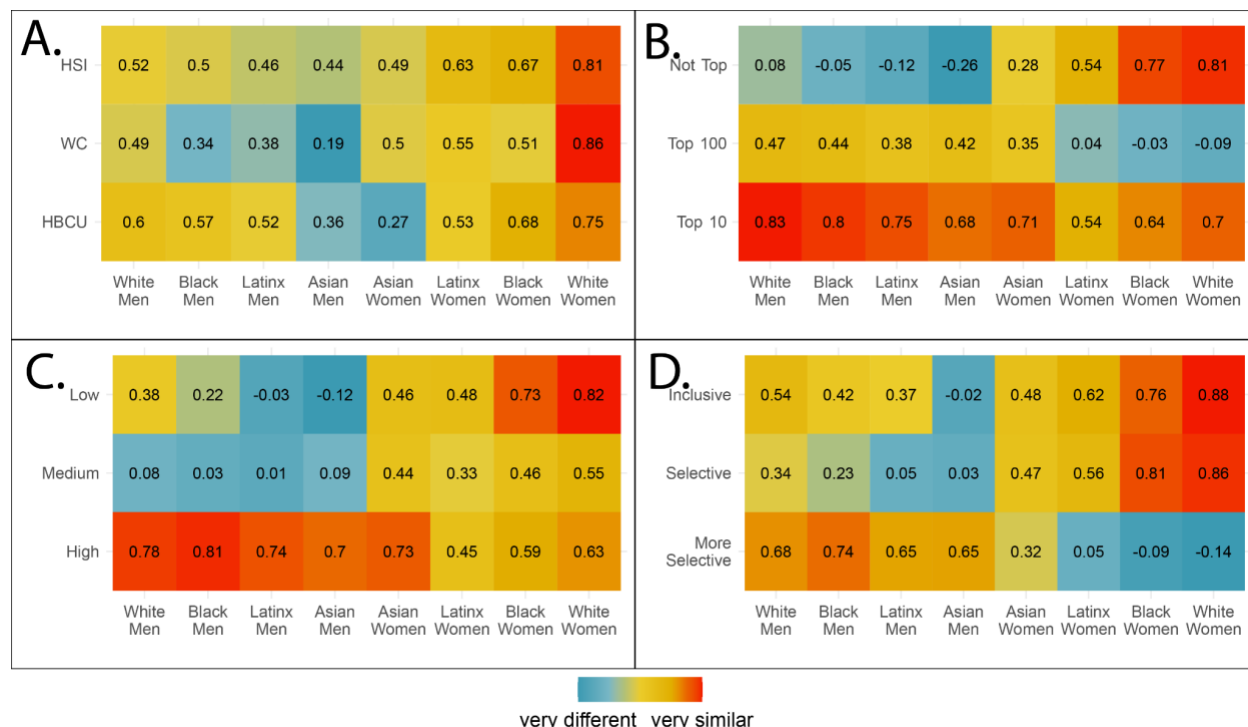 A.
HSI 0.52 0.5 0.46 0.44 0.49 0.63 0.67 0.81
WC 0.49 0.34 0.38 0.19 0.5 0.55 0.51 0.86
HBCU 0.6 0.57 0.52 0.36 0.27 0.53 0.68 0.75
White Black Latinx Asian Asian Latinx Black White
Men Men Men Men Women Women Women Women
B.
Not Top 0.08 -0.05 -0.12 -0.26 0.28 0.54 0.77 0.81
Top 100 0.47 0.44 0.38 0.42 0.35 0.04 -0.03 -0.09
Top 10 0.83 0.8 0.75 0.68 0.71 0.54 0.64 0.7
White Black Latinx Asian Asian Latinx Black White
Men Men Men Men Women Women Women Women
C.
Low 0.38 0.22 -0.03 -0.12 0.46 0.48 0.73 0.82
Medium 0.08 0.03 0.01 0.09 0.44 0.33 0.46 0.55
High 0.78 0.81 0.74 0.7 0.73 0.45 0.59 0.63
White Black Latinx Asian Asian Latinx Black White
Men Men Men Men Women Women Women Women
D.
Inclusive 0.54 0.42 0.37 -0.02 0.48 0.62 0.76 0.88
Selective 0.34 0.23 0.05 0.03 0.47 0.56 0.81 0.86
More
Selective 0.68 0.74 0.65 0.65 0.32 0.05 -0.09 -0.14
White Black Latinx Asian Asian Latinx Black White
Men Men Men Men Women Women Women Women
very different very similar